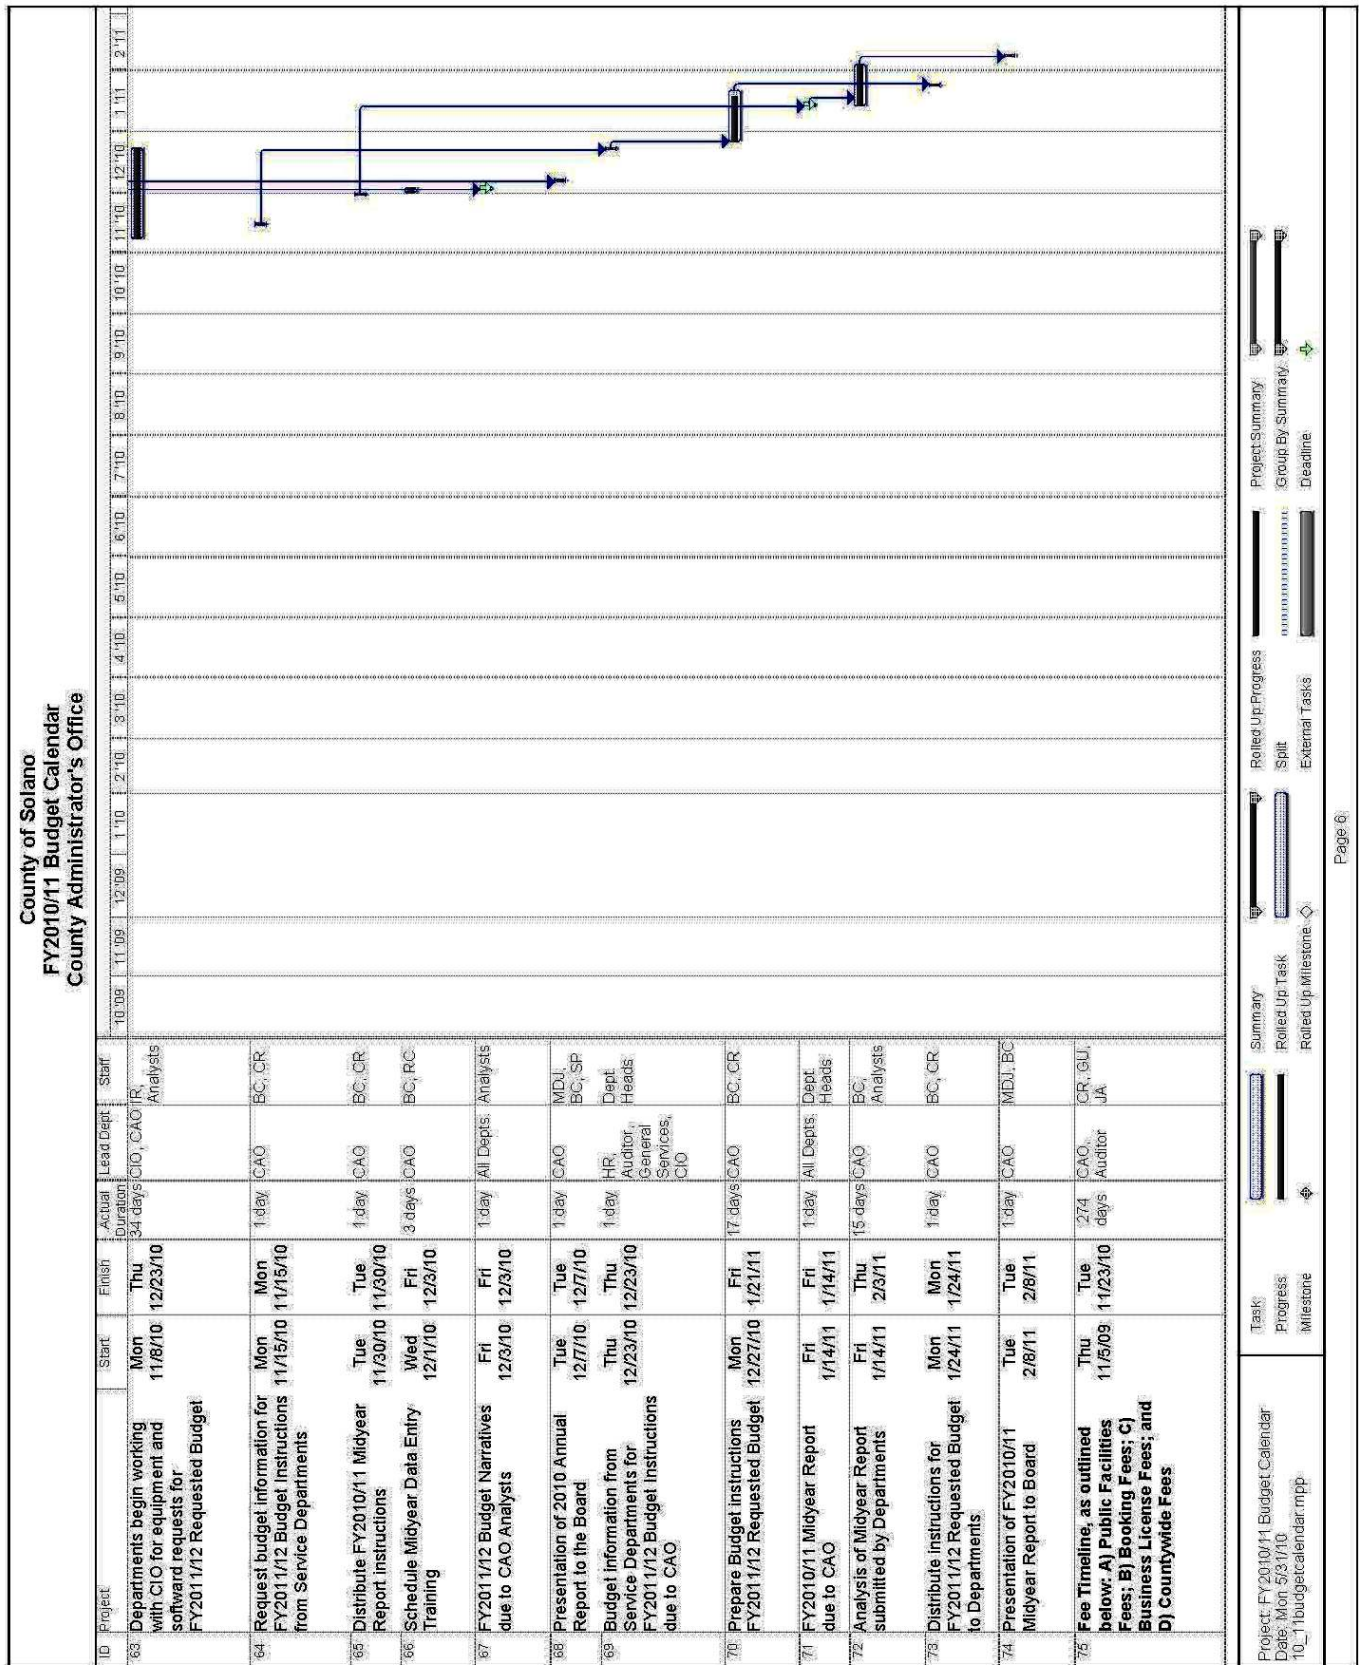 County of Solano
FY2010/11 Budget Calendar
County Administrator's Office
ID Project Start Finish Actual Duration Lead Dept Staff 10 '09 11 '09 12 '09 1 '10 2 '10 3 '10 4 '10 5 '10 6 '10 7 '10 8 '10 9 '10 10 '10 11 '10 12 '10 1 '11 2 '11
63 Departments begin working Mon Thu 34 days CIO, CAO IR,
with CIO for equipment and 11/8/10 12/23/10 Analysts
softward requests for
FY2011/12 Requested Budget
64 Request budget information for Mon Mon 1 day CAO BC, CR
FY2011/12 Budget Instructions 11/15/10 11/15/10
from Service Departments
65 Distribute FY2010/11 Midyear Tue Tue 1 day CAO BC, CR
Report instructions 11/30/10 11/30/10
66 Schedule Midyear Data Entry Wed Fri 3 days CAO BC, RC
Training 12/1/10 12/3/10
67 FY2011/12 Budget Narratives Fri Fri 1 day All Depts. Analysts
due to CAO Analysts 12/3/10 12/3/10
68 Presentation of 2010 Annual Tue Tue 1 day CAO MDJ,
Report to the Board 12/7/10 12/7/10 BC, SP
69 Budget information from Thu Thu 1 day HR, Dept
Service Departments for 12/23/10 12/23/10 Auditor, Heads
FY2011/12 Budget Instructions General
due to CAO Services,
CIO
70 Prepare Budget instructions Mon Fri 17 days CAO BC, CR
FY2011/12 Requested Budget 12/27/10 1/21/11
71 FY2010/11 Midyear Report Fri Fri 1 day All Depts. Dept
due to CAO 1/14/11 1/14/11 Heads
72 Analysis of Midyear Report Fri Thu 15 days CAO BC,
submitted by Departments 1/14/11 2/3/11 Analysts
73 Distribute instructions for Mon Mon 1 day CAO BC, CR
FY2011/12 Requested Budget 1/24/11 1/24/11
to Departments
74 Presentation of FY2010/11 Tue Tue 1 day CAO MDJ, BC
Midyear Report to Board 2/8/11 2/8/11
75 Fee Timeline, as outlined Thu Tue 274 CAO, CR, GU,
below: A) Public Facilities 11/5/09 11/23/10 days Auditor JA
Fees; B) Booking Fees; C)
Business License Fees; and
D) Countywide Fees
Project: FY2010/11 Budget Calendar
Date: Mon 5/31/10
10_11budgetcalendar.mpp
Task Summary Rolled Up Progress Project Summary
Progress Rolled Up Task Split Group By Summary
Milestone Rolled Up Milestone External Tasks Deadline
Page 6